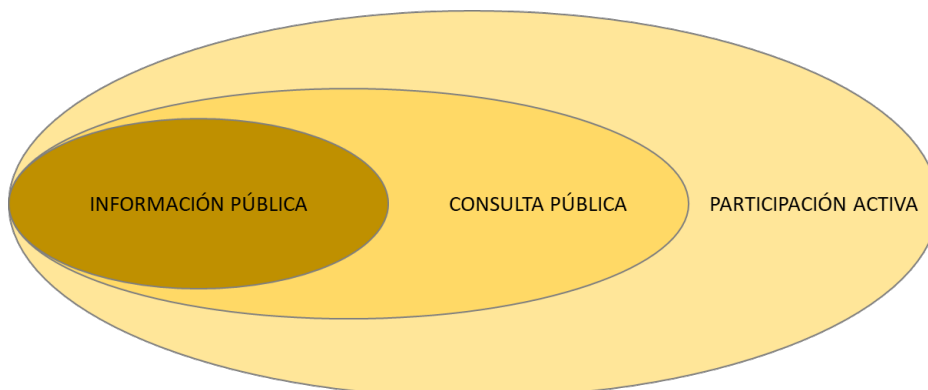 INFORMACIÓN PÚBLICA
CONSULTA PÚBLICA
PARTICIPACIÓN ACTIVA